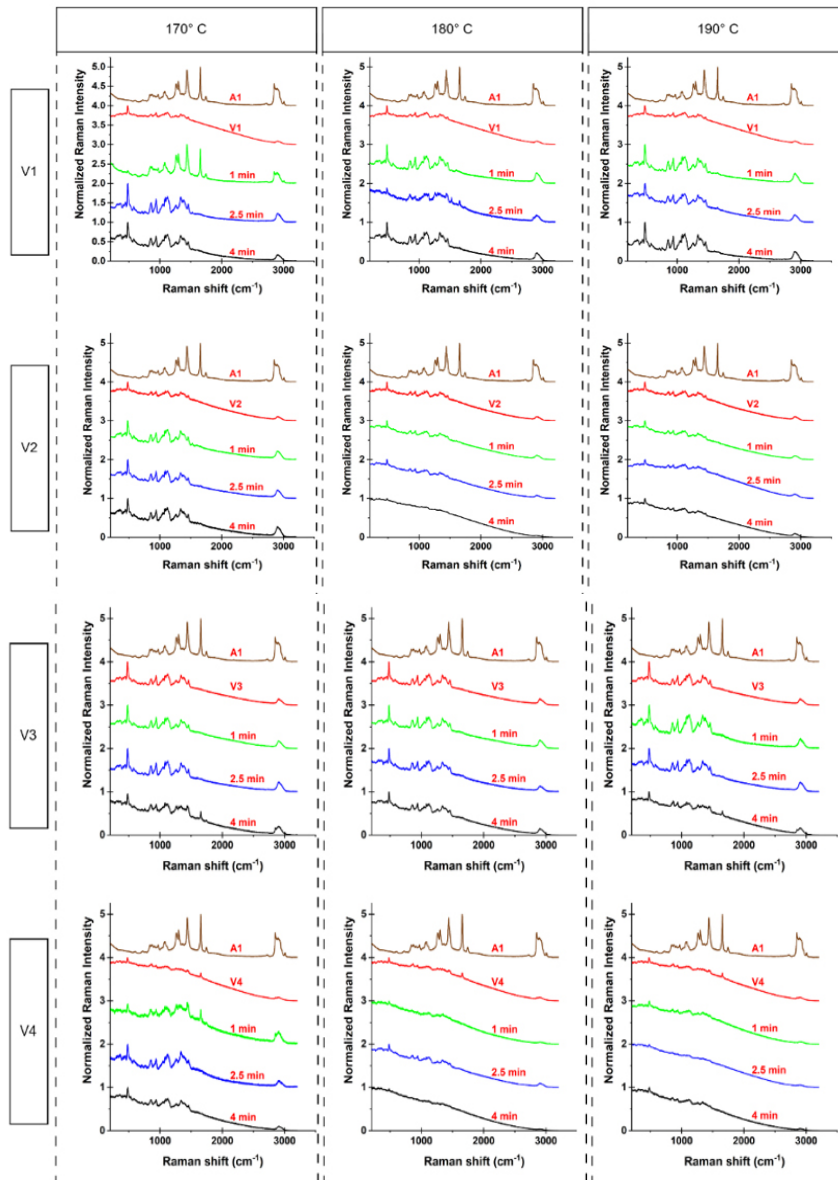 170° C
180° C
190° C
V1
Normalized Raman Intensity
5.0
4.5
4.0
3.5
3.0
2.5
2.0
1.5
1.0
0.5
0.0
A1
V1
1 min
2.5 min
4 min
1000
2000
3000
Raman shift (cm⁻¹)
Normalized Raman Intensity
5
4
3
2
1
0
A1
V1
1 min
2.5 min
4 min
1000
2000
3000
Raman shift (cm⁻¹)
Normalized Raman Intensity
5
4
3
2
1
0
A1
V1
1 min
2.5 min
4 min
1000
2000
3000
Raman shift (cm⁻¹)
V2
Normalized Raman Intensity
5
4
3
2
1
0
A1
V2
1 min
2.5 min
4 min
1000
2000
3000
Raman shift (cm⁻¹)
Normalized Raman Intensity
5
4
3
2
1
0
A1
V2
1 min
2.5 min
4 min
1000
2000
3000
Raman shift (cm⁻¹)
Normalized Raman Intensity
5
4
3
2
1
0
A1
V2
1 min
2.5 min
4 min
1000
2000
3000
Raman shift (cm⁻¹)
V3
Normalized Raman Intensity
5
4
3
2
1
0
A1
V3
1 min
2.5 min
4 min
1000
2000
3000
Raman shift (cm⁻¹)
Normalized Raman Intensity
5
4
3
2
1
0
A1
V3
1 min
2.5 min
4 min
1000
2000
3000
Raman shift (cm⁻¹)
Normalized Raman Intensity
5
4
3
2
1
0
A1
V3
1 min
2.5 min
4 min
1000
2000
3000
Raman shift (cm⁻¹)
V4
Normalized Raman Intensity
5
4
3
2
1
0
A1
V4
1 min
2.5 min
4 min
1000
2000
3000
Raman shift (cm⁻¹)
Normalized Raman Intensity
5
4
3
2
1
0
A1
V4
1 min
2.5 min
4 min
1000
2000
3000
Raman shift (cm⁻¹)
Normalized Raman Intensity
5
4
3
2
1
0
A1
V4
1 min
2.5 min
4 min
1000
2000
3000
Raman shift (cm⁻¹)